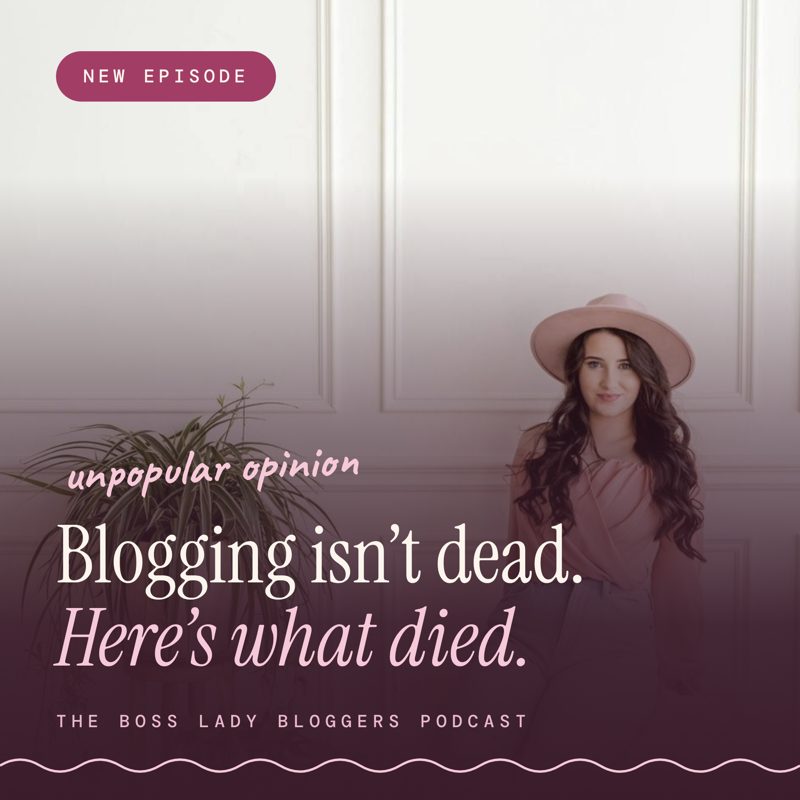 NEW EPISODE
unpopular opinion
Blogging isn’t dead.
Here’s what died.
THE BOSS LADY BLOGGERS PODCAST